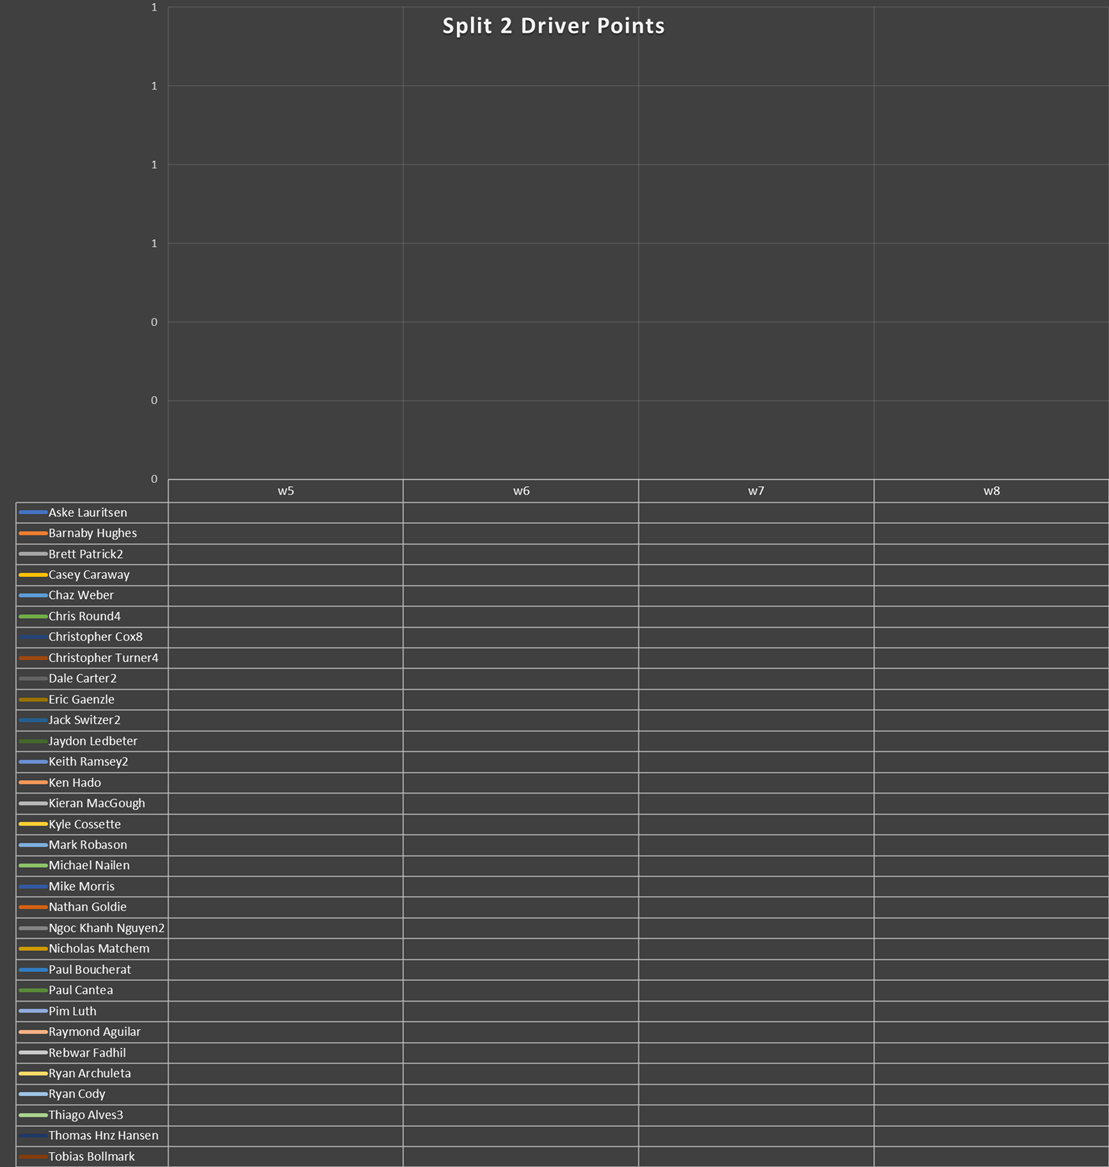 Split 2 Driver Points
1
1
1
1
0
0
0
w5 w6 w7 w8
Aske Lauritsen
Barnaby Hughes
Brett Patrick2
Casey Caraway
Chaz Weber
Chris Round4
Christopher Cox8
Christopher Turner4
Dale Carter2
Eric Gaenzle
Jack Switzer2
Jaydon Ledbeter
Keith Ramsey2
Ken Hado
Kieran MacGough
Kyle Cossette
Mark Robason
Michael Nailen
Mike Morris
Nathan Goldie
Ngoc Khanh Nguyen2
Nicholas Matchem
Paul Boucherat
Paul Cantea
Pim Luth
Raymond Aguilar
Rebwar Fadhil
Ryan Archuleta
Ryan Cody
Thiago Alves3
Thomas Hnz Hansen
Tobias Bollmark